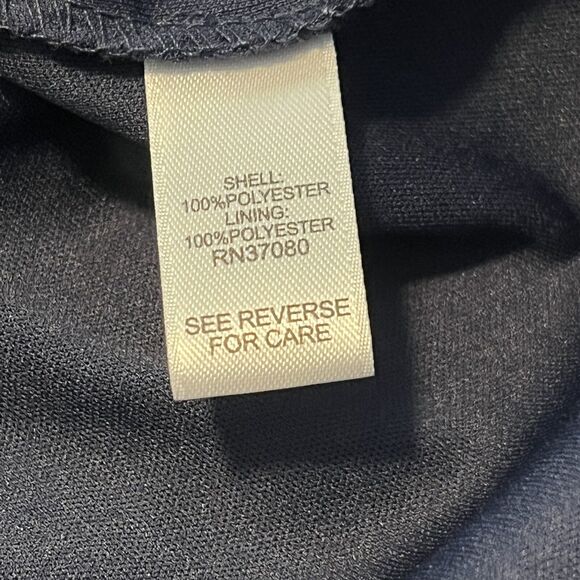 SHELL:
100%POLYESTER
LINING:
100%POLYESTER
RN37080
SEE REVERSE
FOR CARE